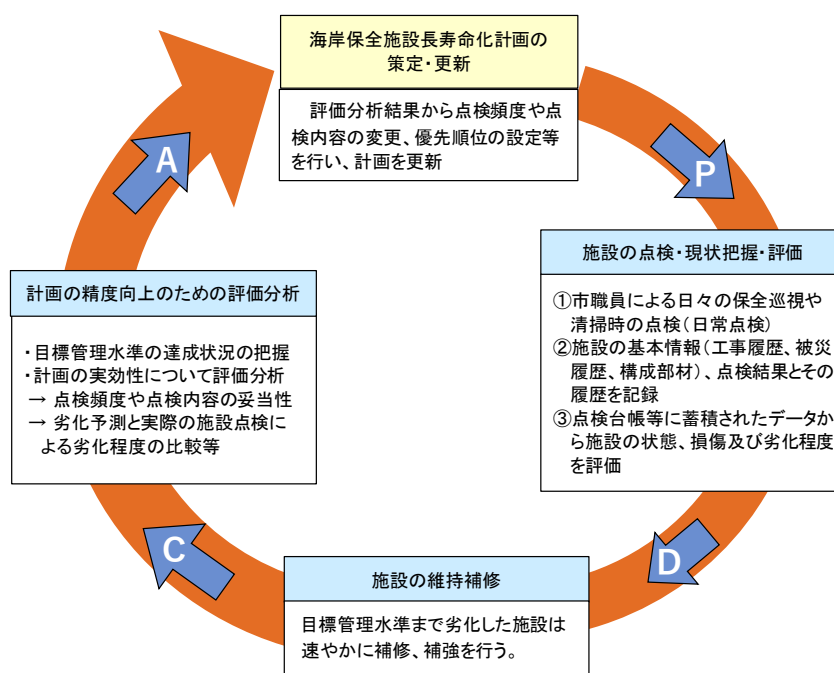 海岸保全施設長寿命化計画の
策定・更新
評価分析結果から点検頻度や点
検内容の変更、優先順位の設定等
を行い、計画を更新
P
施設の点検・現状把握・評価
①市職員による日々の保全巡視や
清掃時の点検(日常点検)
②施設の基本情報(工事履歴、被災
履歴、構成部材)、点検結果とその
履歴を記録
③点検台帳等に蓄積されたデータか
ら施設の状態、損傷及び劣化程度
を評価
D
施設の維持補修
目標管理水準まで劣化した施設は
速やかに補修、補強を行う。
C
計画の精度向上のための評価分析
・目標管理水準の達成状況の把握
・計画の実効性について評価分析
→ 点検頻度や点検内容の妥当性
→ 劣化予測と実際の施設点検に
よる劣化程度の比較等
A